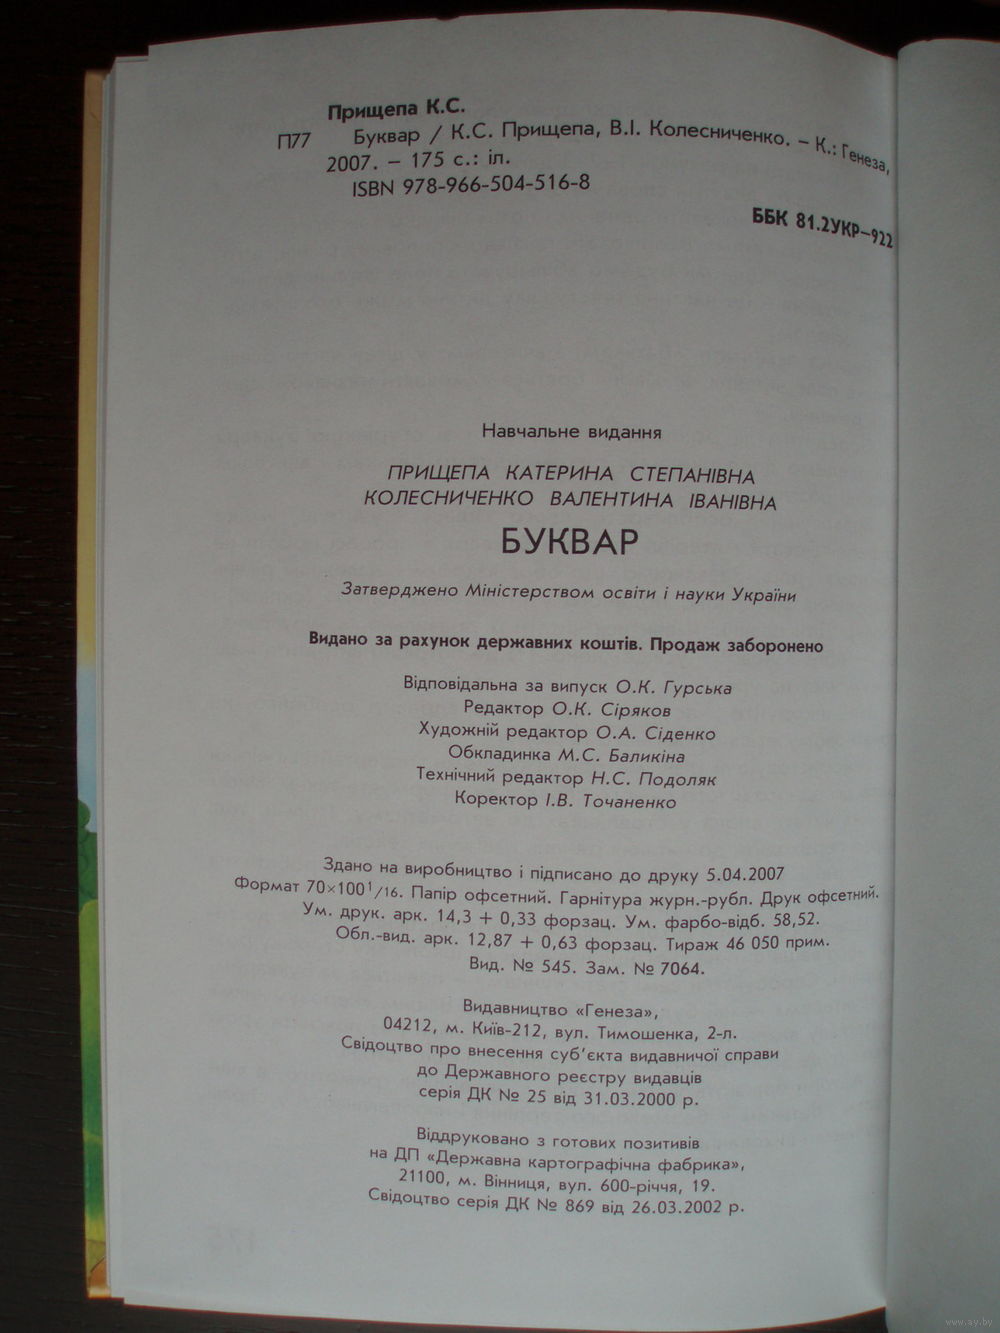 Прищепа К.С.
П77 Буквар / К.С. Прищепа, В.І. Колесниченко. – К.: Генеза,
2007. – 175 с.: іл.
ISBN 978-966-504-516-8
ББК 81.2УКР–922
Навчальне видання
ПРИЩЕПА КАТЕРИНА СТЕПАНІВНА
КОЛЕСНИЧЕНКО ВАЛЕНТИНА ІВАНІВНА
БУКВАР
Затверджено Міністерством освіти і науки України
Видано за рахунок державних коштів. Продаж заборонено
Відповідальна за випуск О.К. Гурська
Редактор О.К. Сіряков
Художній редактор О.А. Сіденко
Обкладинка М.С. Баликіна
Технічний редактор Н.С. Подоляк
Коректор І.В. Точаненко
Здано на виробництво і підписано до друку 5.04.2007
Формат 70×100 1/16. Папір офсетний. Гарнітура журн.-рубл. Друк офсетний.
Ум. друк. арк. 14,3 + 0,33 форзац. Ум. фарбо-відб. 58,52.
Обл.-вид. арк. 12,87 + 0,63 форзац. Тираж 46 050 прим.
Вид. № 545. Зам. № 7064.
Видавництво «Генеза»,
04212, м. Київ-212, вул. Тимошенка, 2-л.
Свідоцтво про внесення суб'єкта видавничої справи
до Державного реєстру видавців
серія ДК № 25 від 31.03.2000 р.
Віддруковано з готових позитивів
на ДП «Державна картографічна фабрика»,
21100, м. Вінниця, вул. 600-річчя, 19.
Свідоцтво серія ДК № 869 від 26.03.2002 р.
www.ay.by